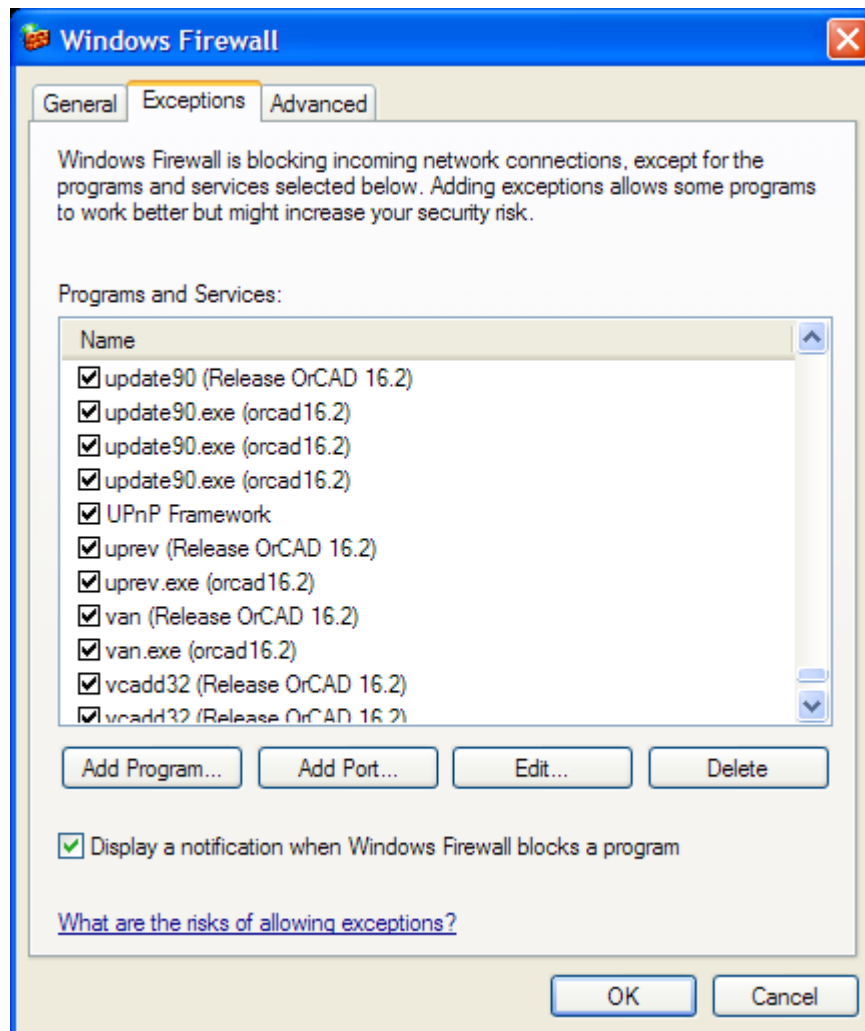 Windows Firewall
General Exceptions Advanced
Windows Firewall is blocking incoming network connections, except for the
programs and services selected below. Adding exceptions allows some programs
to work better but might increase your security risk.
Programs and Services:
Name
update90 (Release OrCAD 16.2)
update90.exe (orcad16.2)
update90.exe (orcad16.2)
update90.exe (orcad16.2)
UPnP Framework
uprev (Release OrCAD 16.2)
uprev.exe (orcad16.2)
van (Release OrCAD 16.2)
van.exe (orcad16.2)
vcadd32 (Release OrCAD 16.2)
vcadd32 (Release OrCAD 16.2)
Add Program... Add Port... Edit... Delete
Display a notification when Windows Firewall blocks a program
What are the risks of allowing exceptions?
OK Cancel